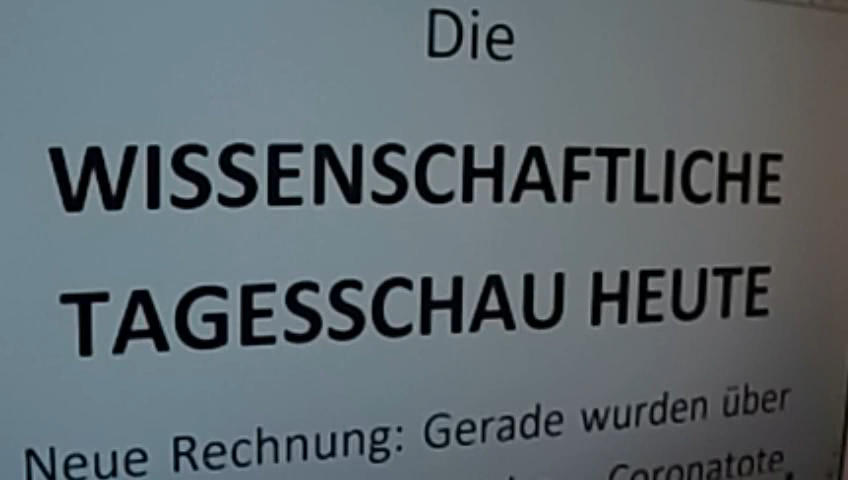 Die
WISSENSCHAFTLICHE
TAGESSCHAU HEUTE
Neue Rechnung: Gerade wurden über
Coronatote